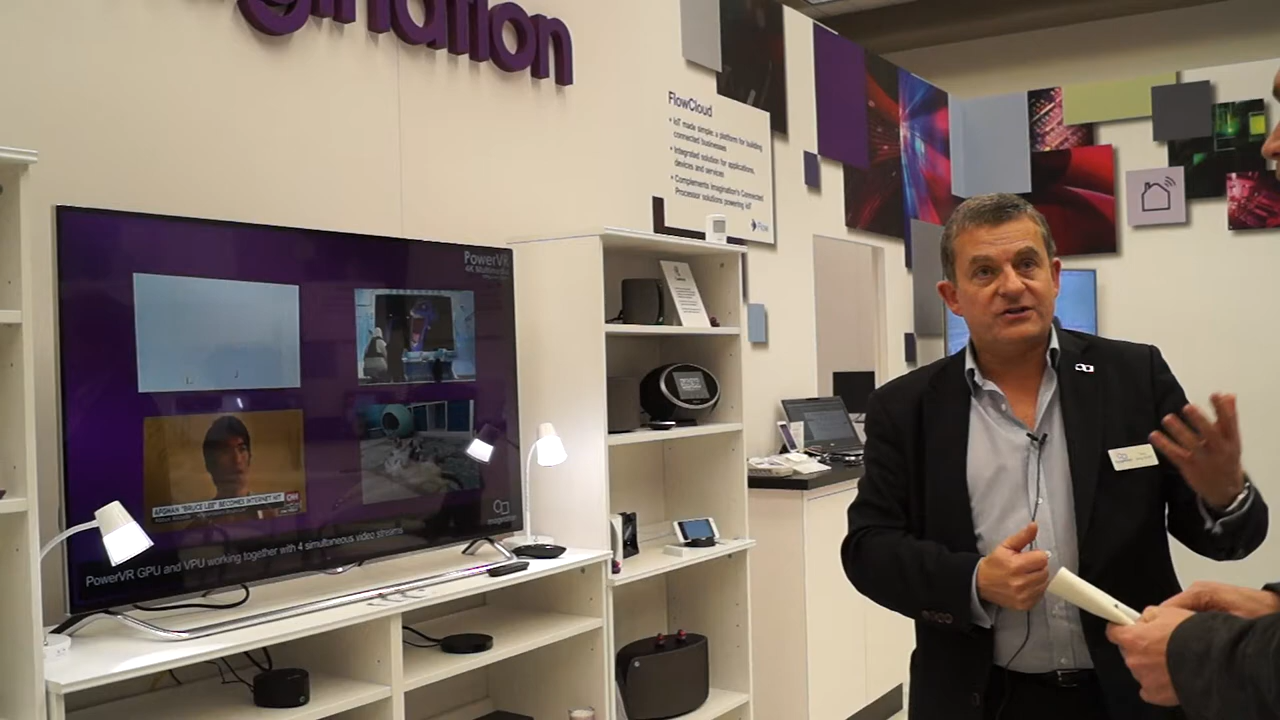 agination
FlowCloud
• IoT made simple: a platform for building
connected businesses
• Integrated solution for applications,
devices and services
• Complements Imagination's Connected
Processor solutions powering IoT
Flow
PowerVR
4K Multimedia
AFGHAN "BRUCE LEE" BECOMES INTERNET HIT
CNN
imagination
PowerVR GPU and VPU working together with 4 simultaneous video streams